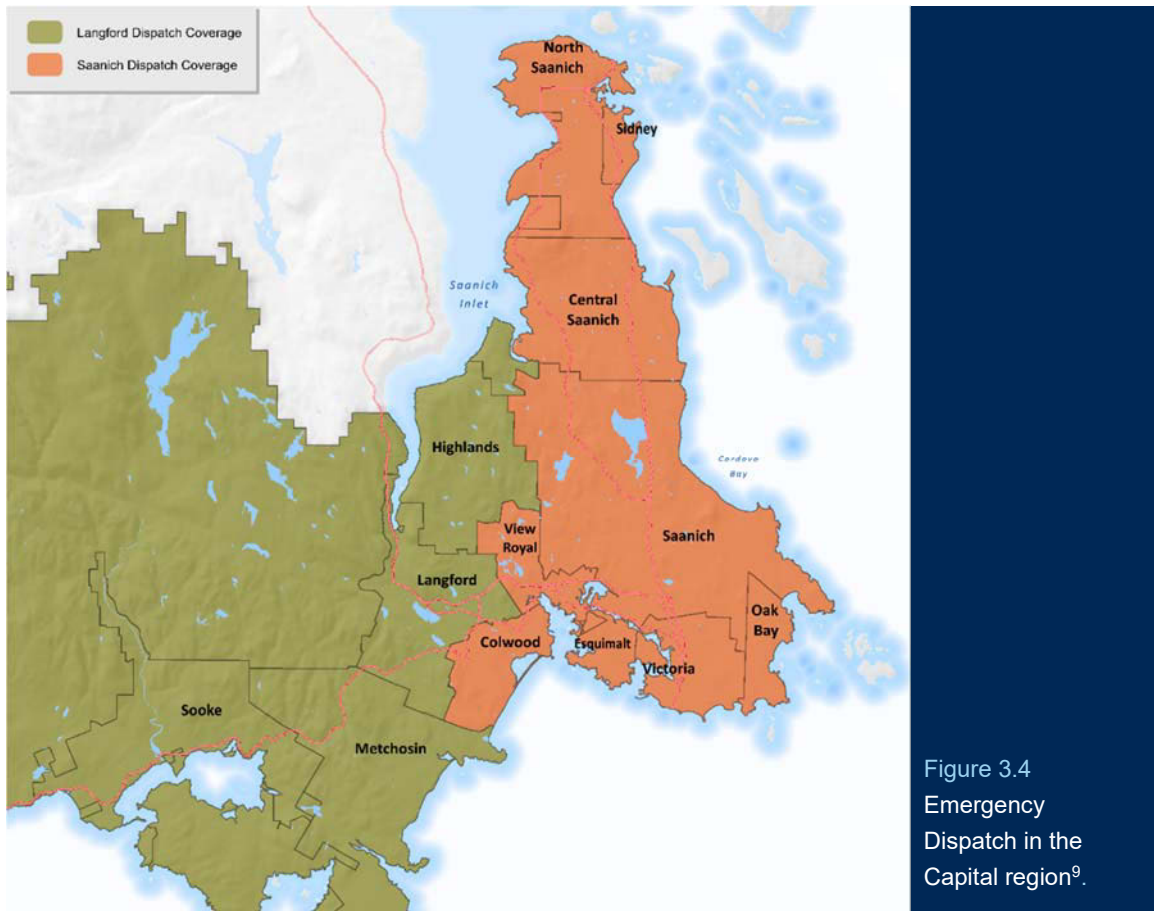 Langford Dispatch Coverage
Saanich Dispatch Coverage
North
Saanich
Sidney
Saanich
Inlet
Central
Saanich
Highlands
Cordova
Bay
View
Royal
Saanich
Langford
Oak
Bay
Colwood
Esquimalt
Victoria
Sooke
Metchosin
Figure 3.4
Emergency
Dispatch in the
Capital region⁹.